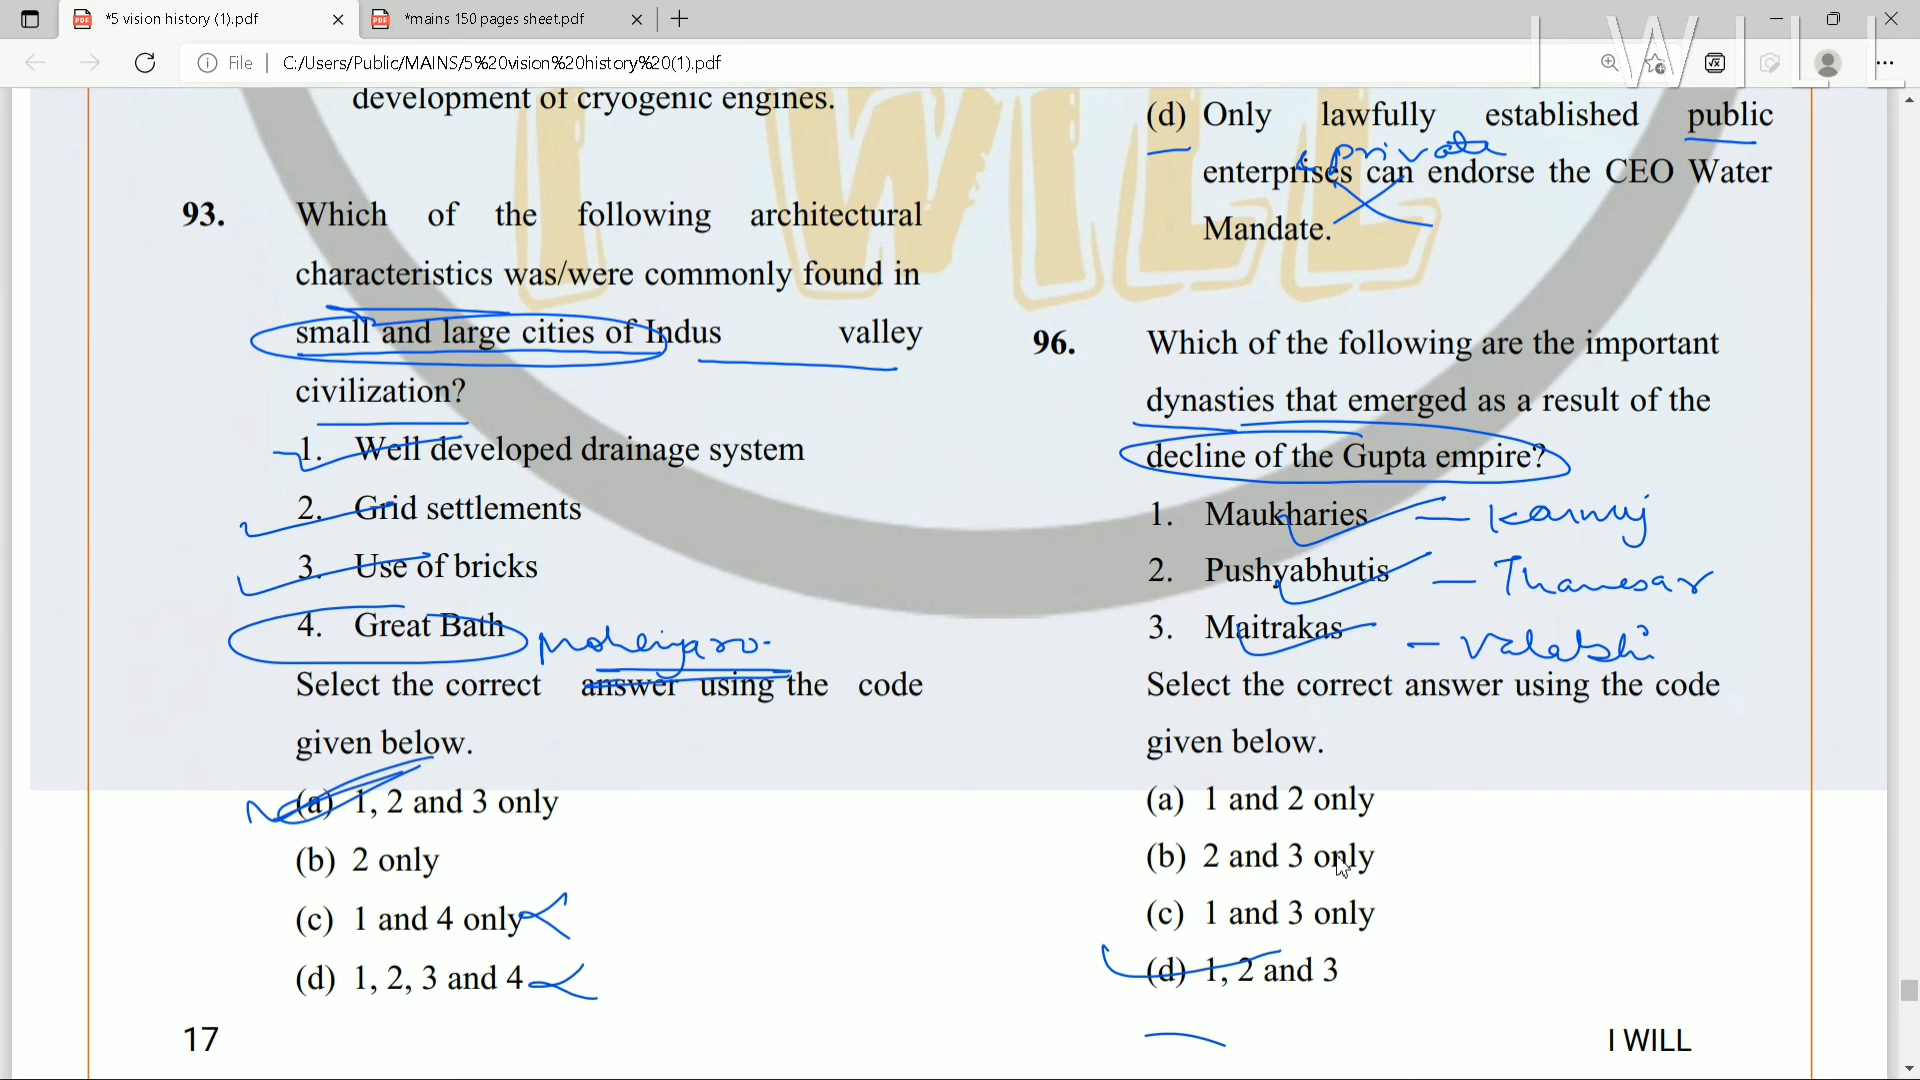 *5 vision history (1).pdf
*mains 150 pages sheet.pdf
I WILL
File
C:/Users/Public/MAINS/5%20vision%20history%20(1).pdf
I WILL
development of cryogenic engines.
93. Which of the following architectural
characteristics was/were commonly found in
small and large cities of Indus valley
civilization?
1. Well developed drainage system
2. Grid settlements
3. Use of bricks
4. Great Bath
Select the correct answer using the code
given below.
(a) 1, 2 and 3 only
(b) 2 only
(c) 1 and 4 only
(d) 1, 2, 3 and 4
17
(d) Only lawfully established public
& private
enterprises can endorse the CEO Water
Mandate.
96. Which of the following are the important
dynasties that emerged as a result of the
decline of the Gupta empire?
1. Maukharies – Kannuj
2. Pushyabhutis – Thanesar
3. Maitrakas – Valabhi
Select the correct answer using the code
given below.
(a) 1 and 2 only
(b) 2 and 3 only
(c) 1 and 3 only
(d) 1, 2 and 3
I WILL